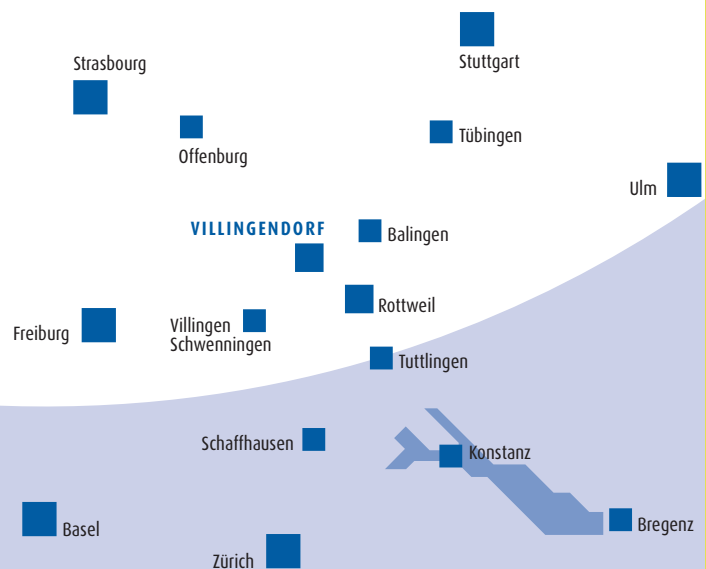 Stuttgart
Strasbourg
Tübingen
Offenburg
Ulm
VILLINGENDORF
Balingen
Rottweil
Freiburg
Villingen
Schwenningen
Tuttlingen
Schaffhausen
Konstanz
Basel
Bregenz
Zürich